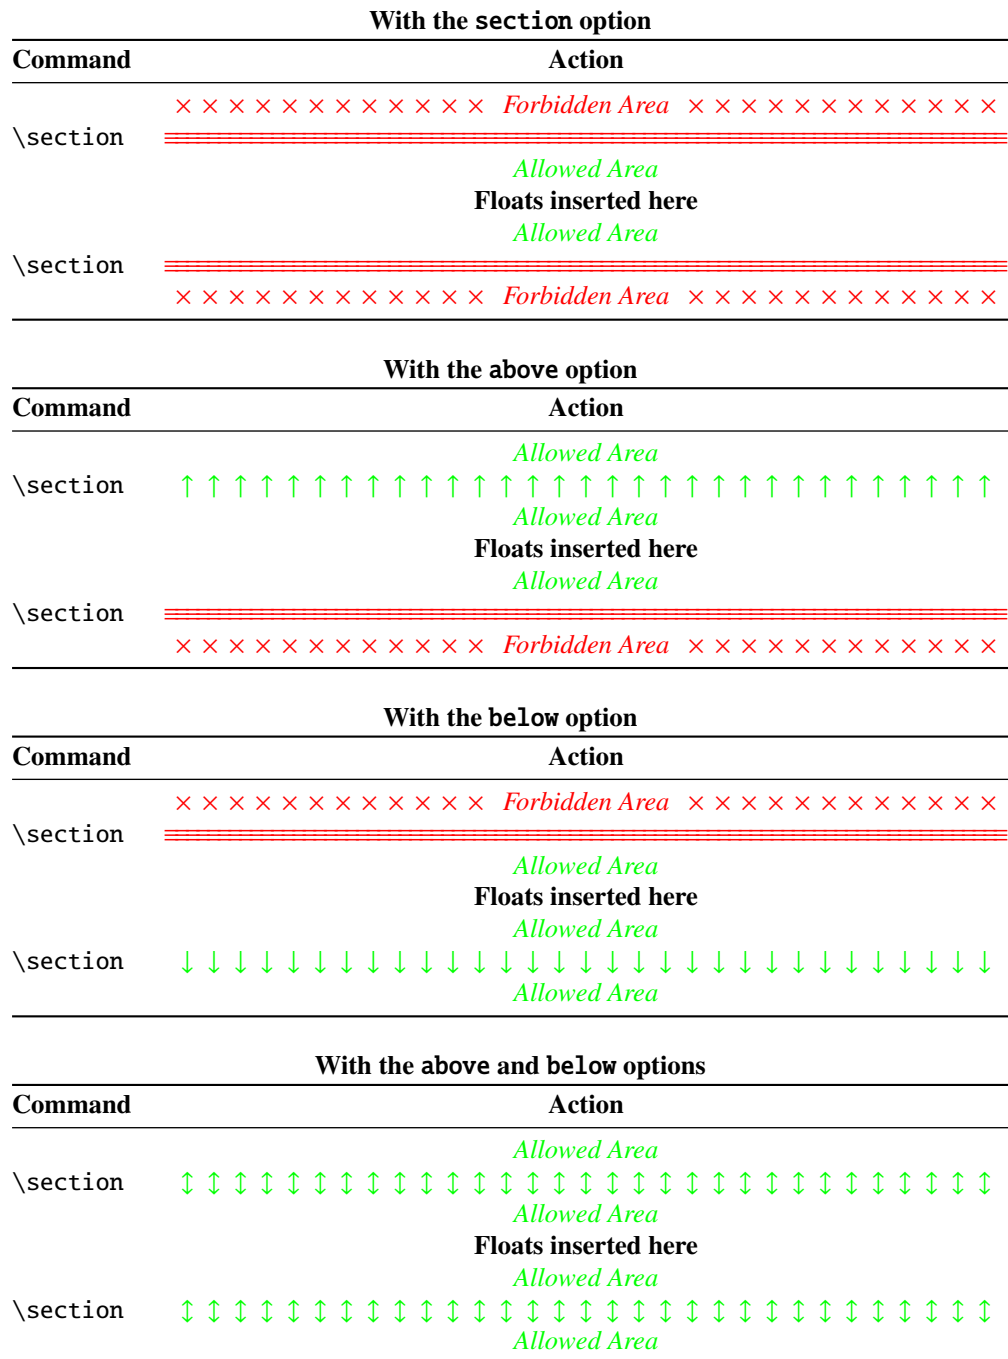 With the section option
Command Action
× × × × × × × × × × × × Forbidden Area × × × × × × × × × × × ×
\section
Allowed Area
Floats inserted here
Allowed Area
\section
× × × × × × × × × × × × Forbidden Area × × × × × × × × × × × ×
With the above option
Command Action
Allowed Area
\section ↑ ↑ ↑ ↑ ↑ ↑ ↑ ↑ ↑ ↑ ↑ ↑ ↑ ↑ ↑ ↑ ↑ ↑ ↑ ↑ ↑ ↑ ↑ ↑ ↑ ↑ ↑ ↑ ↑ ↑ ↑
Allowed Area
Floats inserted here
Allowed Area
\section
× × × × × × × × × × × × Forbidden Area × × × × × × × × × × × ×
With the below option
Command Action
× × × × × × × × × × × × Forbidden Area × × × × × × × × × × × ×
\section
Allowed Area
Floats inserted here
Allowed Area
\section ↓ ↓ ↓ ↓ ↓ ↓ ↓ ↓ ↓ ↓ ↓ ↓ ↓ ↓ ↓ ↓ ↓ ↓ ↓ ↓ ↓ ↓ ↓ ↓ ↓ ↓ ↓ ↓ ↓ ↓ ↓
Allowed Area
With the above and below options
Command Action
Allowed Area
\section ↕ ↕ ↕ ↕ ↕ ↕ ↕ ↕ ↕ ↕ ↕ ↕ ↕ ↕ ↕ ↕ ↕ ↕ ↕ ↕ ↕ ↕ ↕ ↕ ↕ ↕ ↕ ↕ ↕ ↕ ↕
Allowed Area
Floats inserted here
Allowed Area
\section ↕ ↕ ↕ ↕ ↕ ↕ ↕ ↕ ↕ ↕ ↕ ↕ ↕ ↕ ↕ ↕ ↕ ↕ ↕ ↕ ↕ ↕ ↕ ↕ ↕ ↕ ↕ ↕ ↕ ↕ ↕
Allowed Area